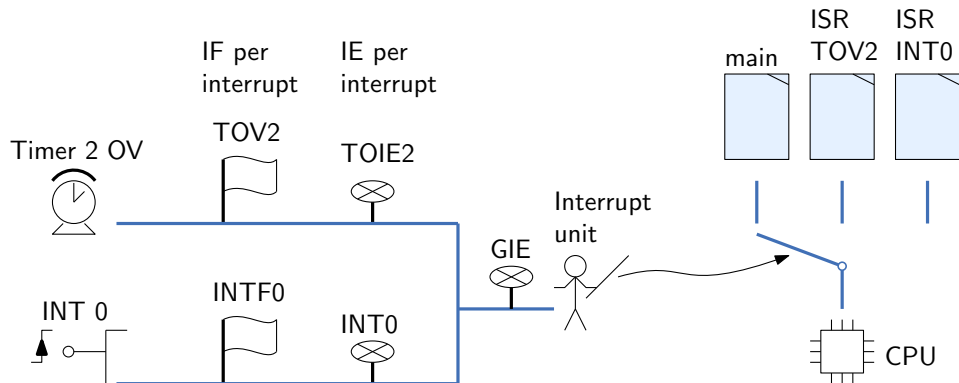 IF per
interrupt
IE per
interrupt
main
ISR
TOV2
ISR
INT0
Timer 2 OV
TOV2
TOIE2
Interrupt
unit
GIE
INT 0
INTF0
INT0
CPU